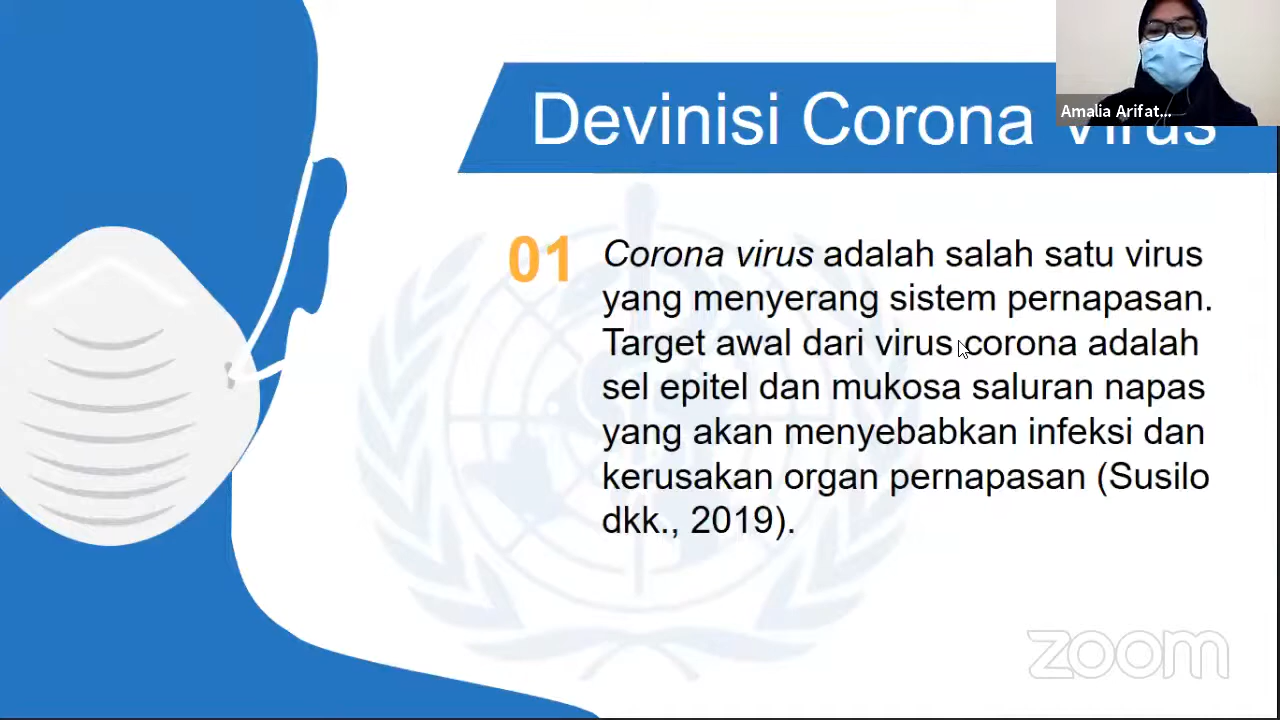 Devinisi Corona Virus
Amalia Arifat...
01
Corona virus adalah salah satu virus
yang menyerang sistem pernapasan.
Target awal dari virus corona adalah
sel epitel dan mukosa saluran napas
yang akan menyebabkan infeksi dan
kerusakan organ pernapasan (Susilo
dkk., 2019).
zoom